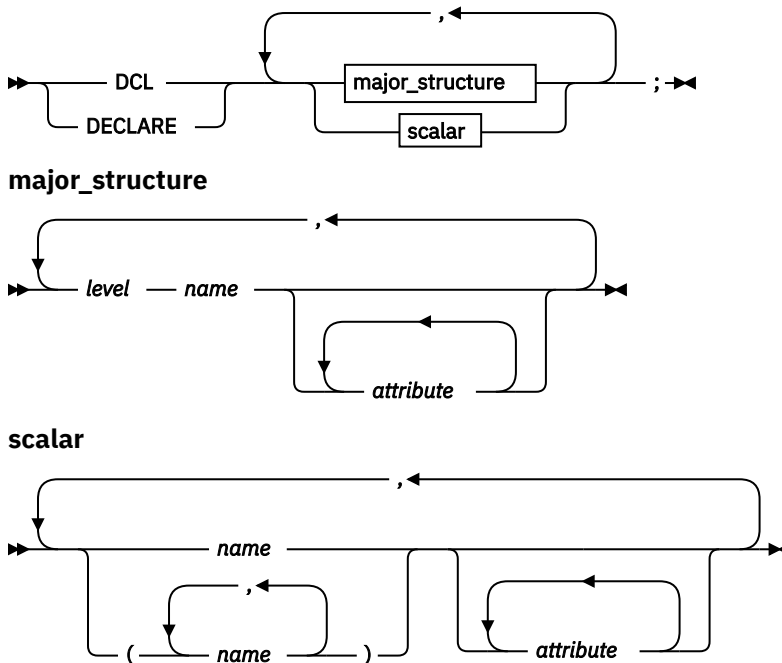 ,
DCL major_structure ;
DECLARE scalar
major_structure
,
level name
attribute
scalar
,
name
,
( name ) attribute